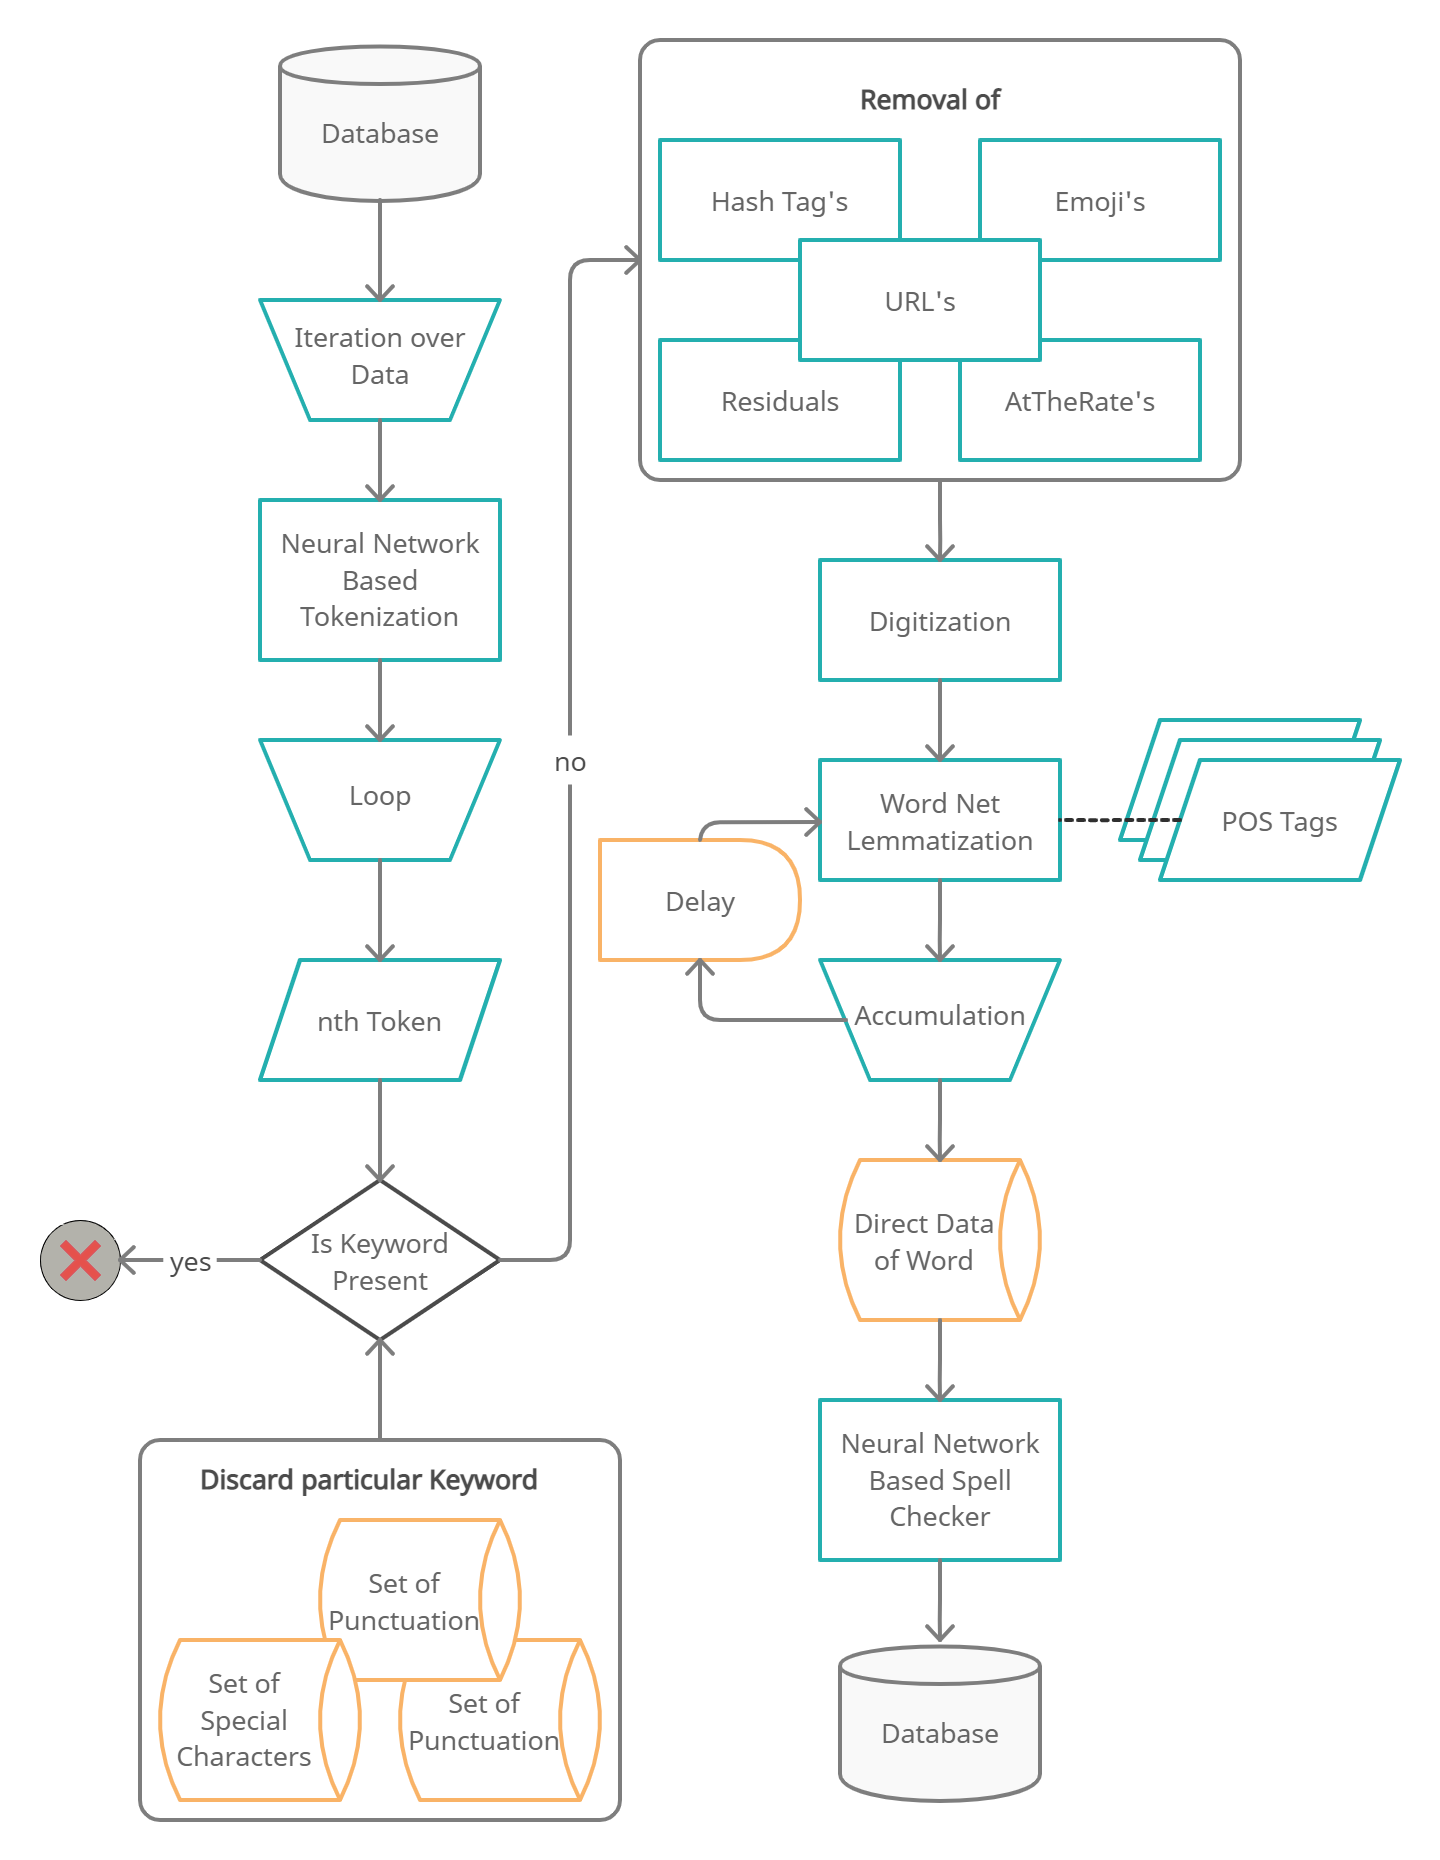 Database
Iteration over
Data
Neural Network
Based
Tokenization
Loop
nth Token
Is Keyword
Present
yes
no
Discard particular Keyword
Set of
Punctuation
Set of
Special
Characters
Set of
Punctuation
Removal of
Hash Tag's
Emoji's
URL's
Residuals
AtTheRate's
Digitization
Word Net
Lemmatization
POS Tags
Delay
Accumulation
Direct Data
of Word
Neural Network
Based Spell
Checker
Database